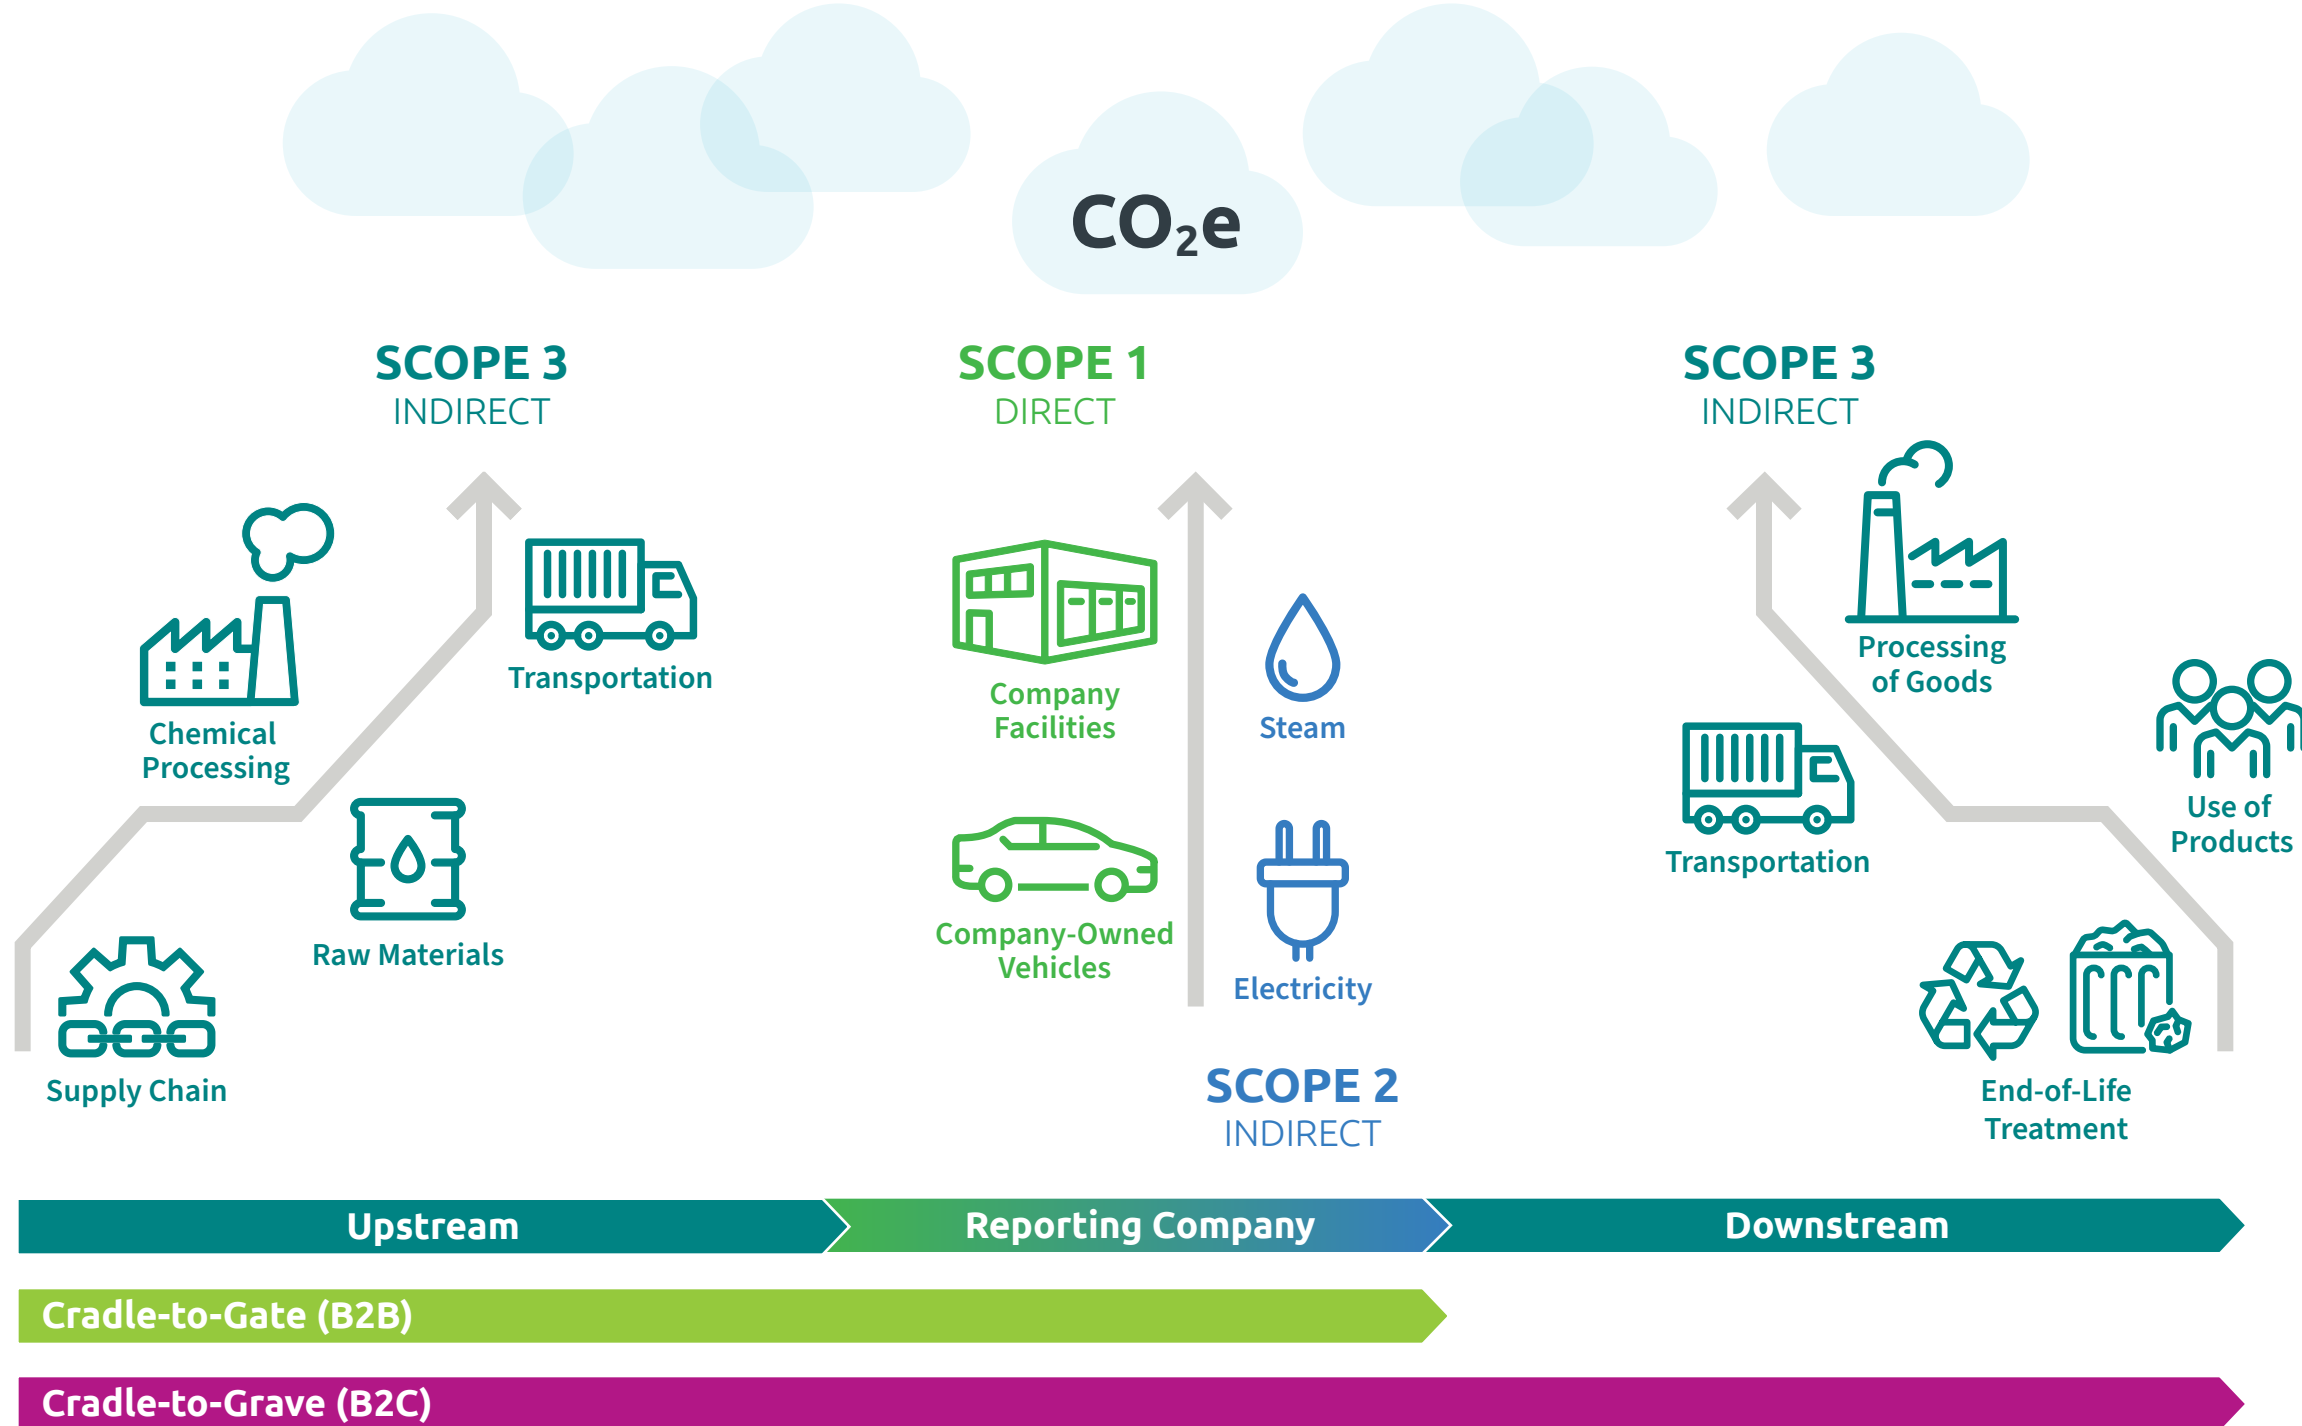 CO₂e
SCOPE 3
INDIRECT
Chemical
Processing
Transportation
Raw Materials
Supply Chain
SCOPE 1
DIRECT
Company
Facilities
Company-Owned
Vehicles
Steam
Electricity
SCOPE 2
INDIRECT
SCOPE 3
INDIRECT
Processing
of Goods
Transportation
Use of
Products
End-of-Life
Treatment
Upstream
Reporting Company
Downstream
Cradle-to-Gate (B2B)
Cradle-to-Grave (B2C)